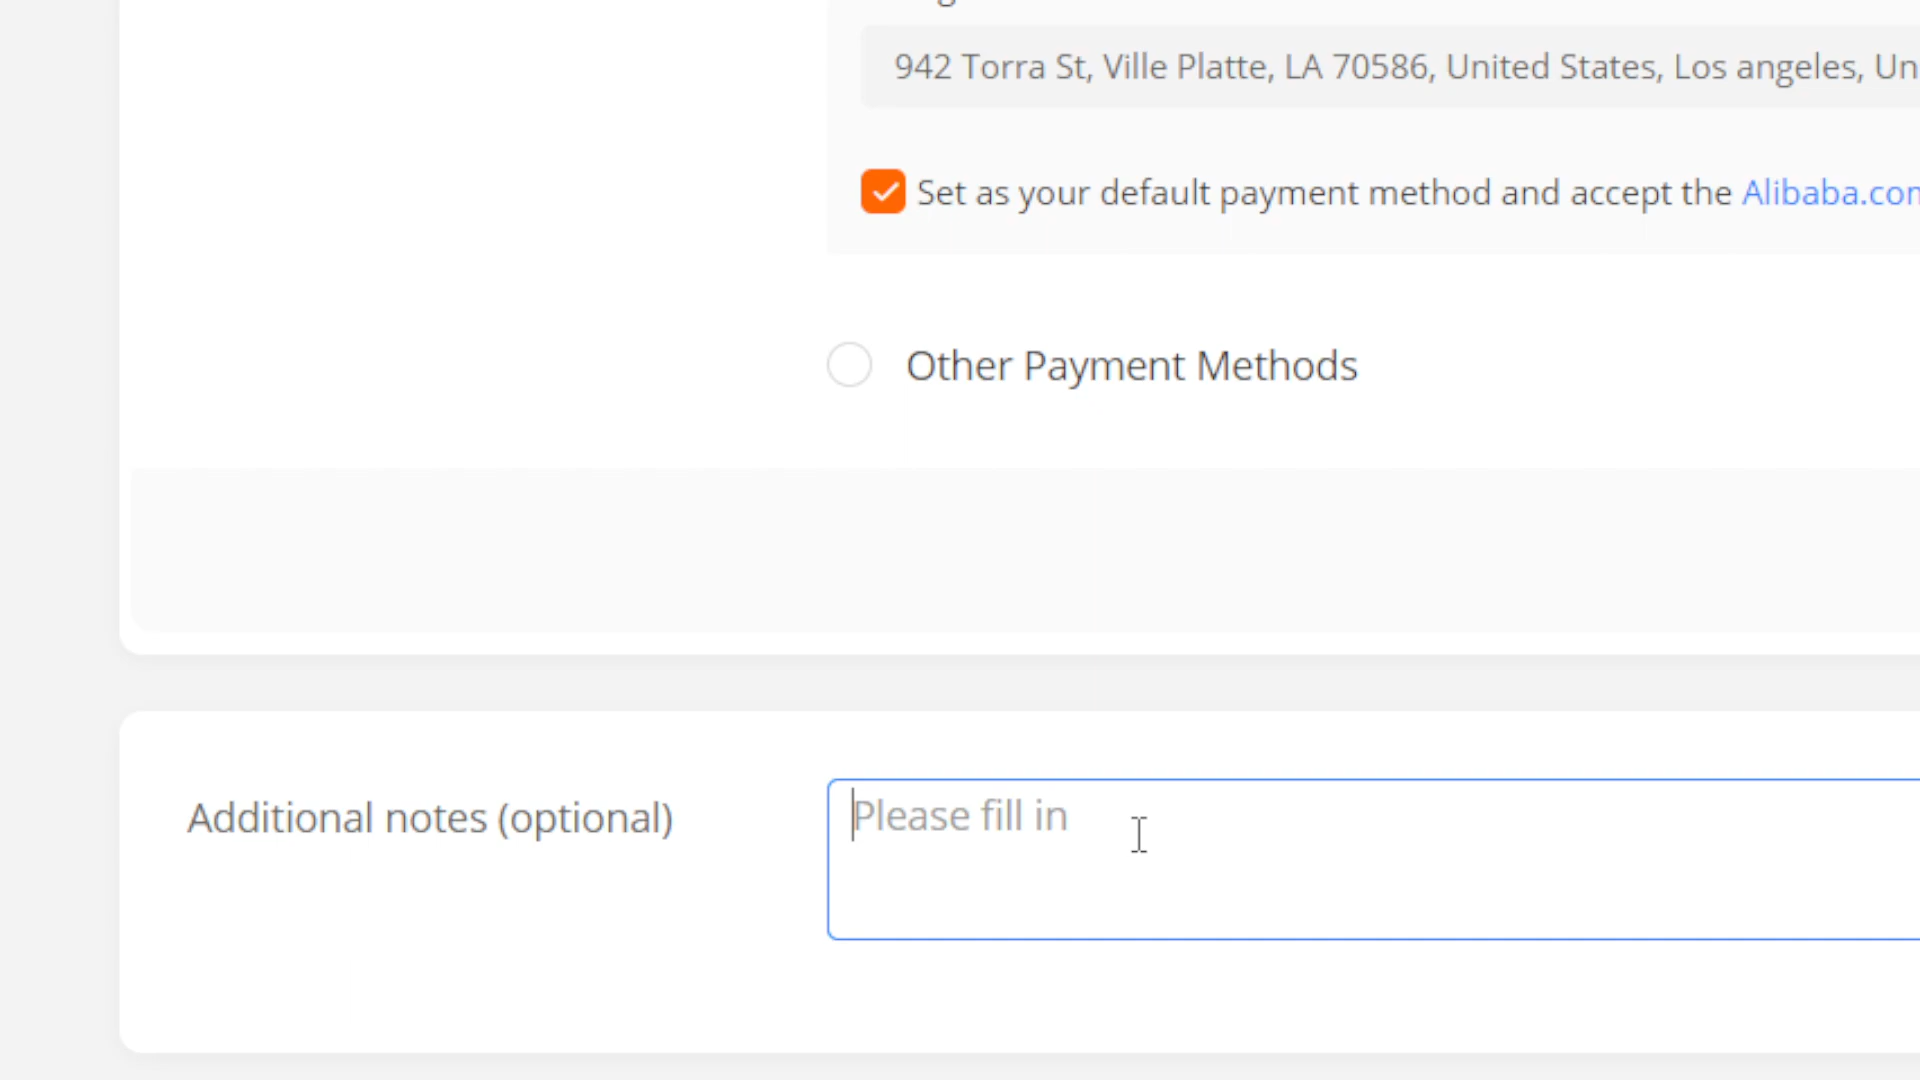 942 Torra St, Ville Platte, LA 70586, United States, Los angeles, Un
Set as your default payment method and accept the Alibaba.com
Other Payment Methods
Additional notes (optional)
Please fill in